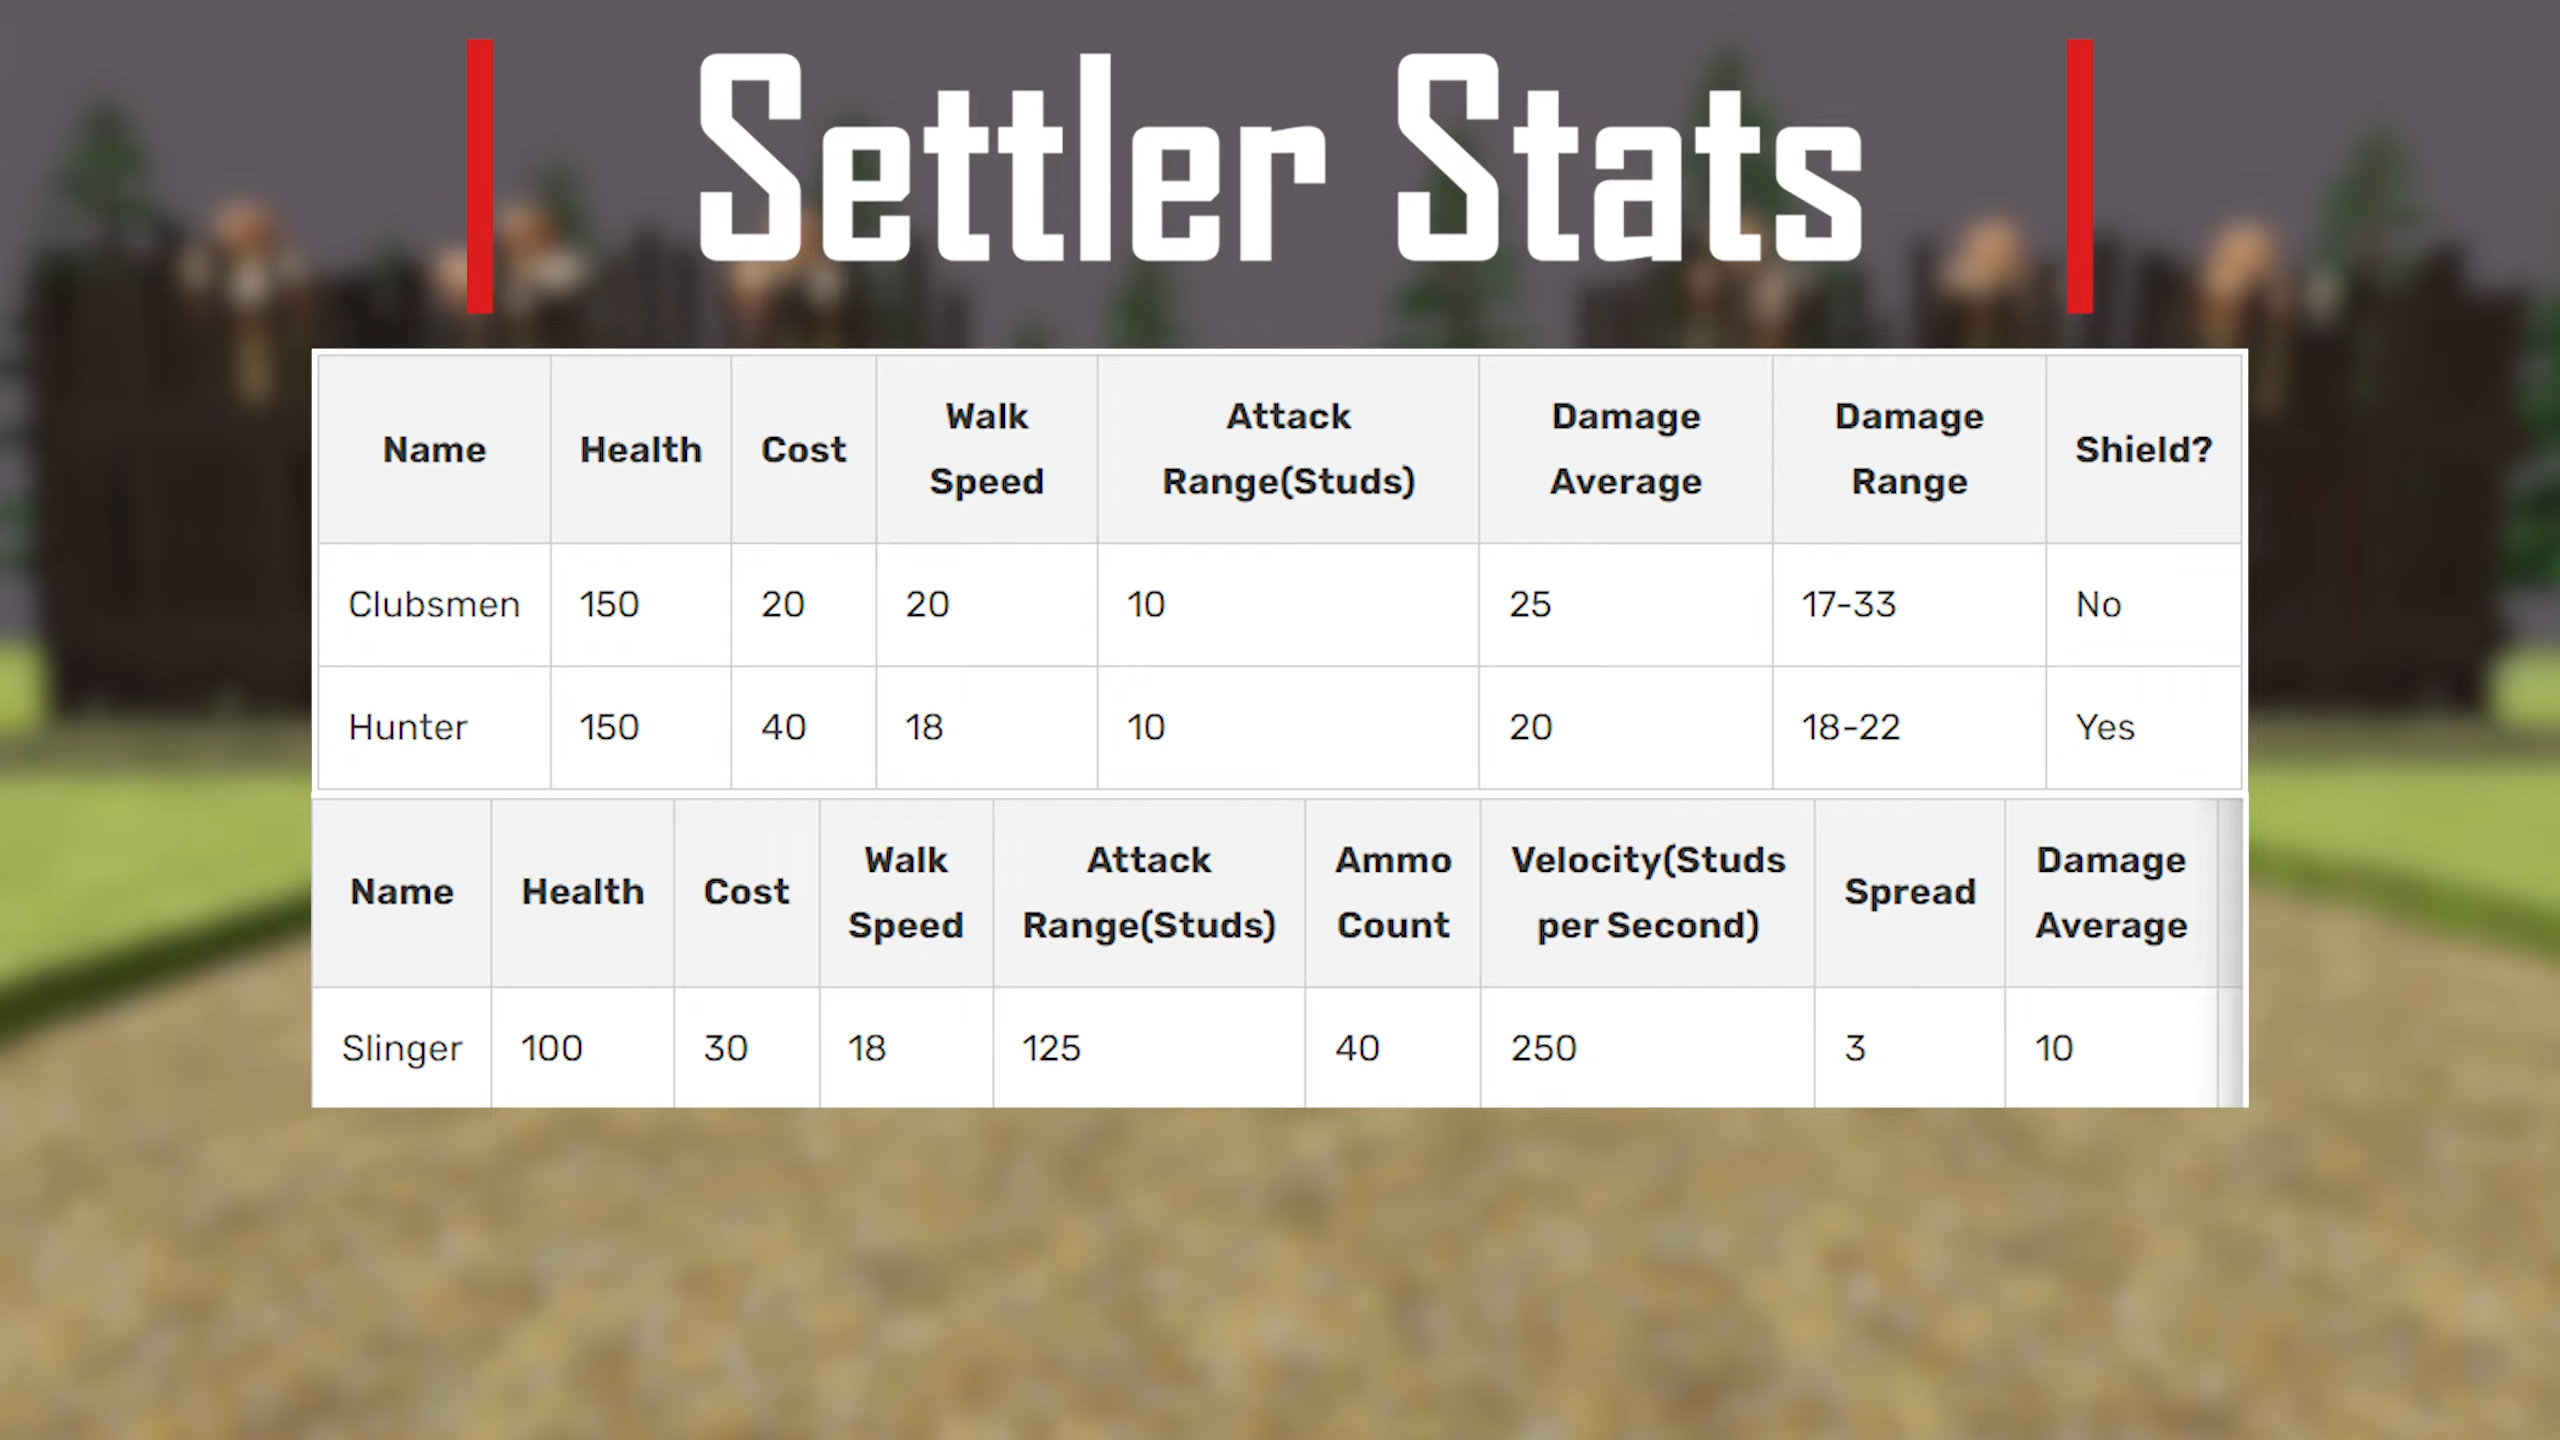 Settler Stats
Name Health Cost Walk Speed Attack Range(Studs) Damage Average Damage Range Shield?
Clubsmen 150 20 20 10 25 17-33 No
Hunter 150 40 18 10 20 18-22 Yes
Name Health Cost Walk Speed Attack Range(Studs) Ammo Count Velocity(Studs per Second) Spread Damage Average
Slinger 100 30 18 125 40 250 3 10